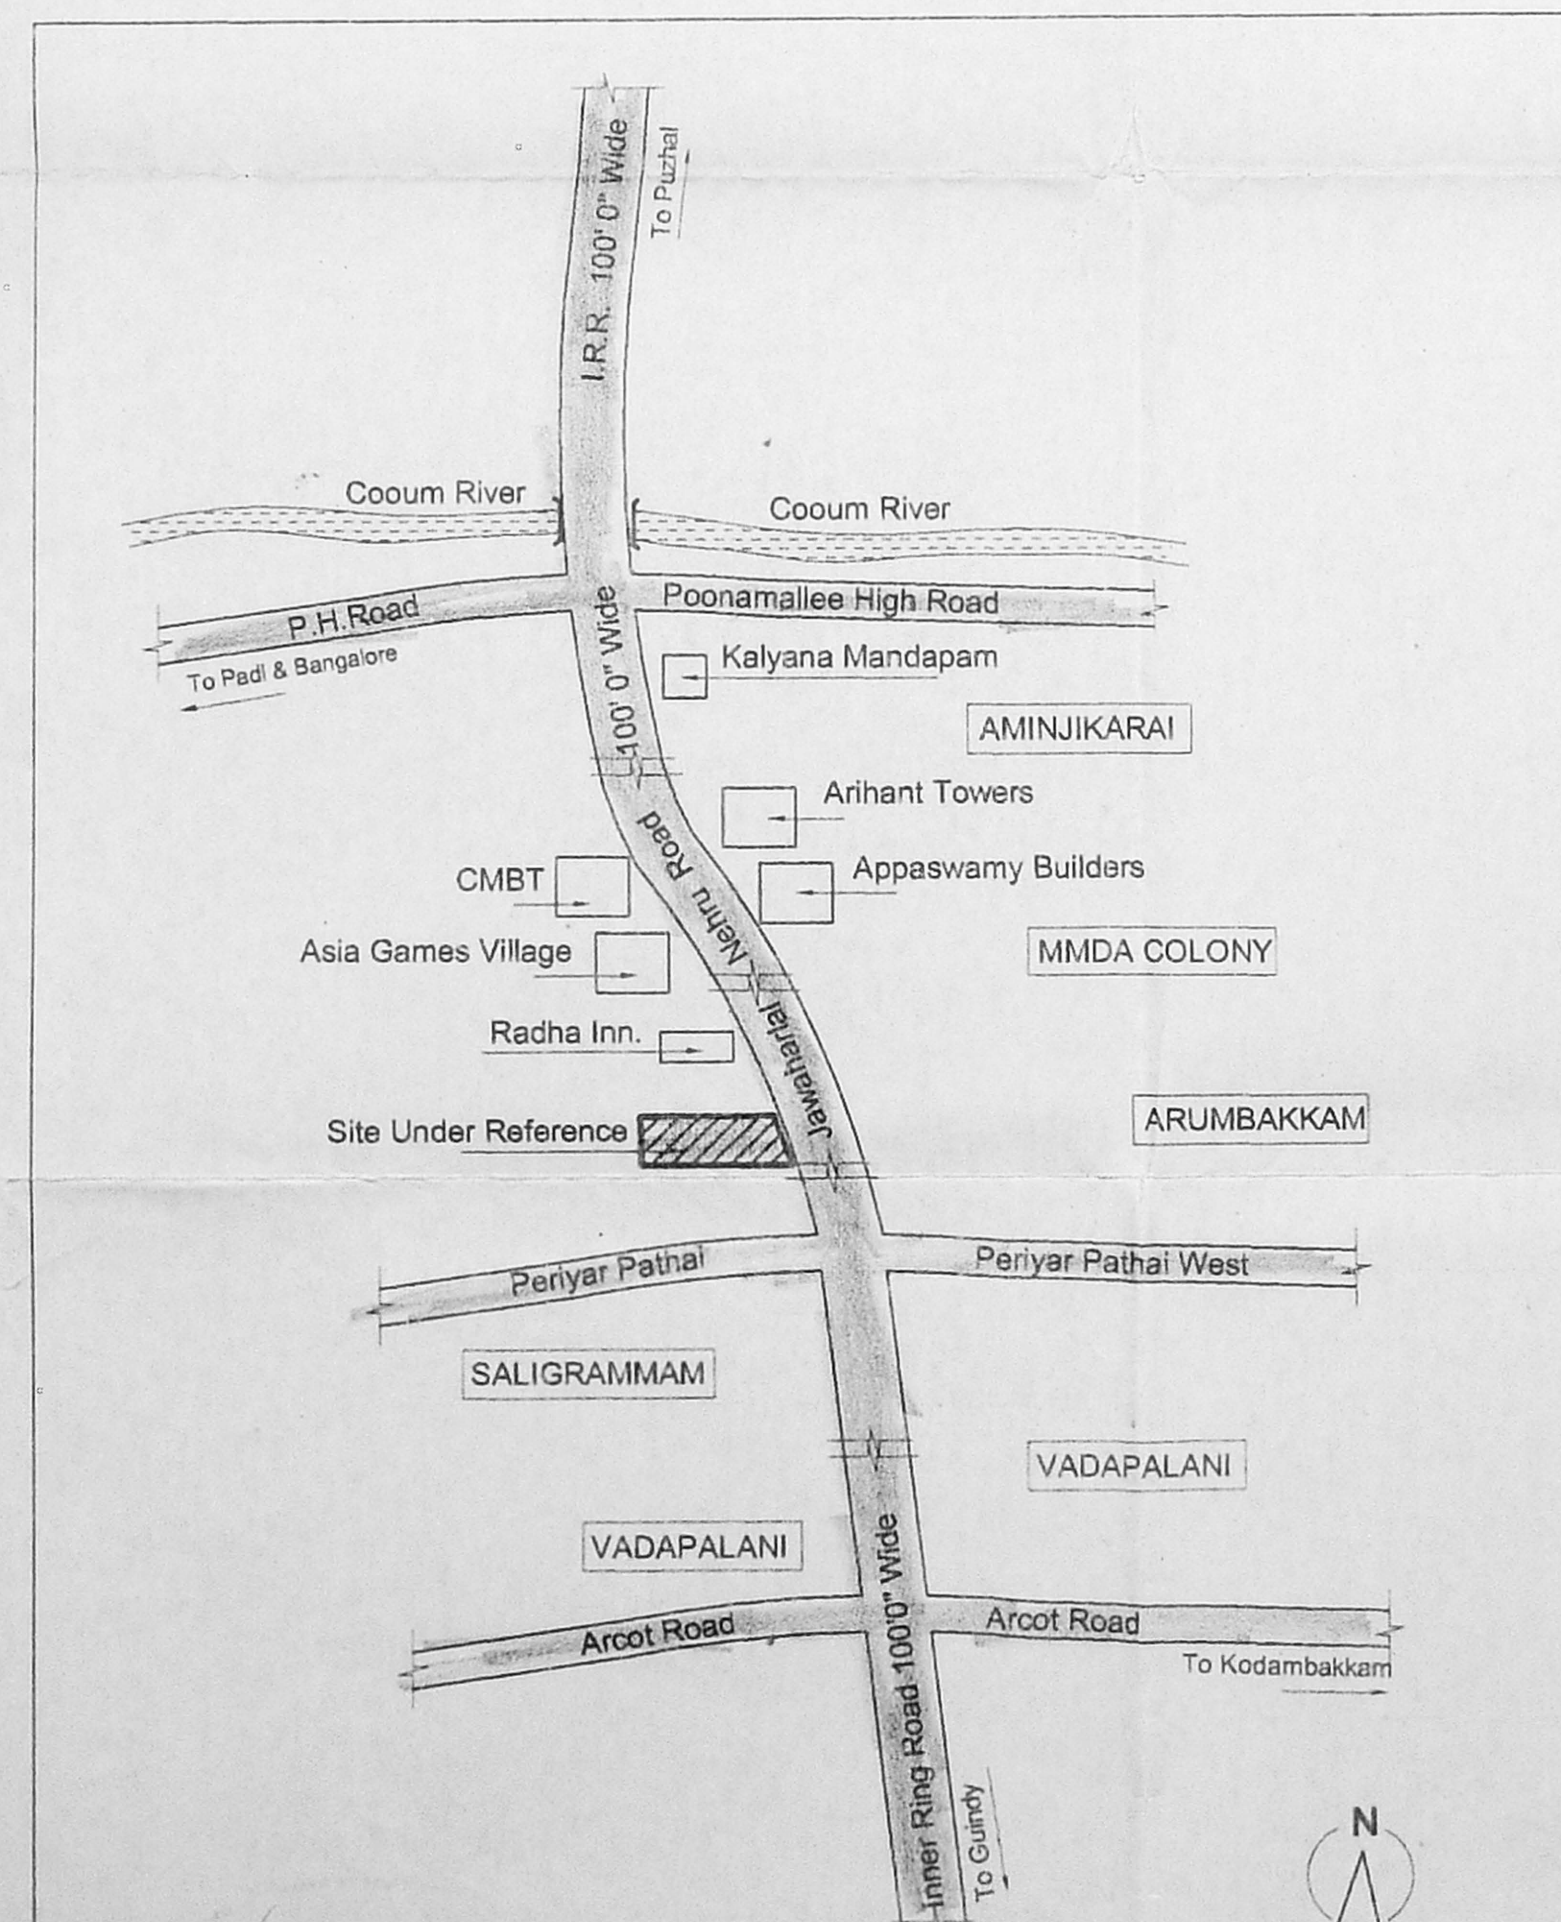 I.R.R. 100' 0" Wide
To Puzhal
Cooum River
Cooum River
P.H.Road
Poonamallee High Road
To Padi & Bangalore
100' 0" Wide
Kalyana Mandapam
AMINJIKARAI
Arihant Towers
CMBT
Appaswamy Builders
Asia Games Village
MMDA COLONY
Jawaharlal Nehru Road
Radha Inn.
Site Under Reference
ARUMBAKKAM
Periyar Pathai
Periyar Pathai West
SALIGRAMMAM
VADAPALANI
VADAPALANI
Arcot Road
Arcot Road
To Kodambakkam
Inner Ring Road 100'0" Wide
To Guindy
N